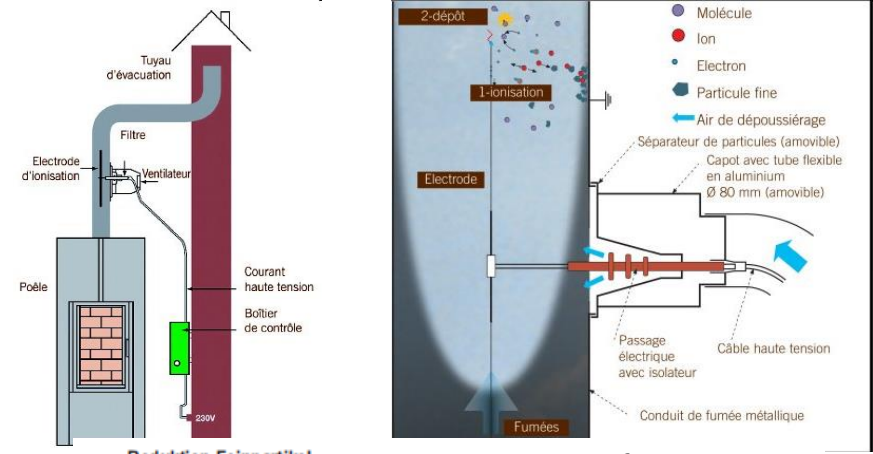 Tuyau
d'évacuation
Filtre
Electrode
d'ionisation
Ventilateur
Poêle
Courant
haute tension
Boîtier
de contrôle
230V
2-dépôt
1-ionisation
Electrode
Fumées
Molécule
Ion
Electron
Particule fine
Air de dépoussiérage
Séparateur de particules (amovible)
Capot avec tube flexible
en aluminium
Ø 80 mm (amovible)
Passage
électrique
avec isolateur
Câble haute tension
Conduit de fumée métallique